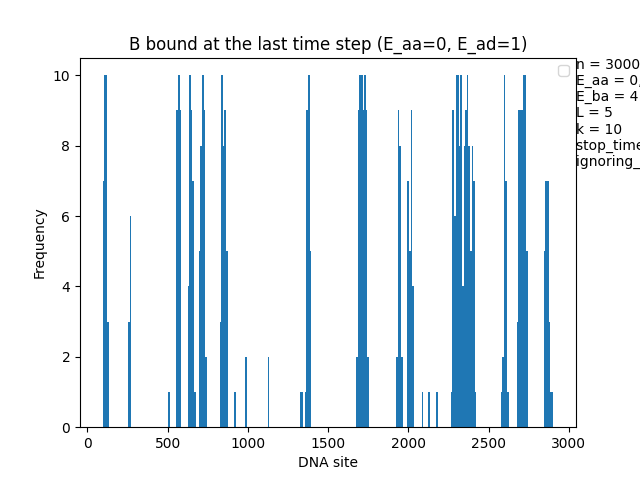 B bound at the last time step (E_aa=0, E_ad=1)
n = 3000
E_aa = 0,
E_ba = 4
L = 5
k = 10
stop_time
ignoring_
Frequency
10
8
6
4
2
0
0 500 1000 1500 2000 2500 3000
DNA site